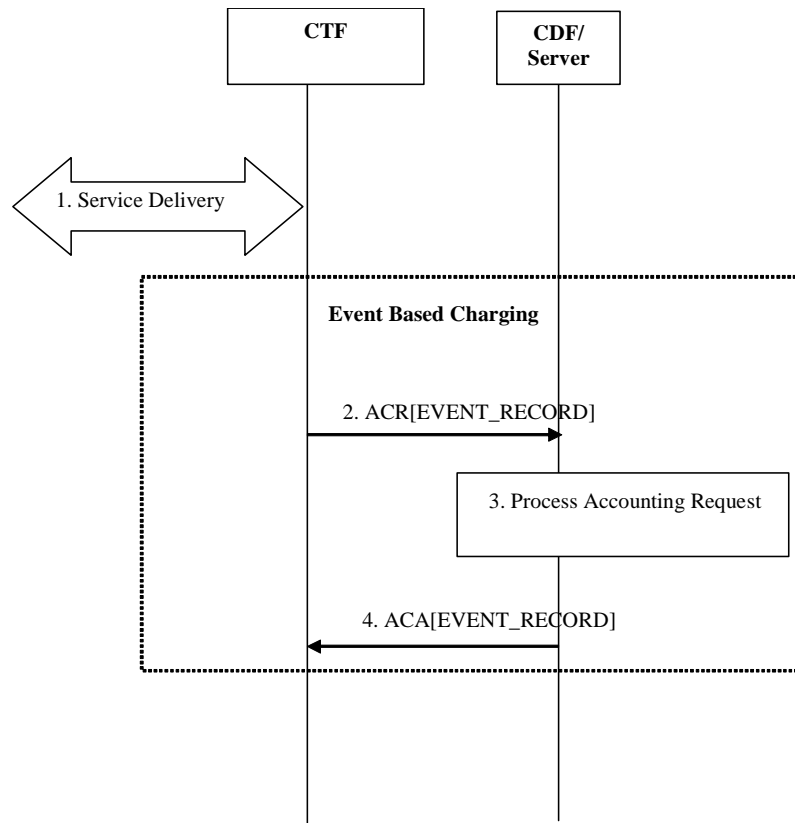 CTF
CDF/
Server
1. Service Delivery
Event Based Charging
2. ACR[EVENT_RECORD]
3. Process Accounting Request
4. ACA[EVENT_RECORD]